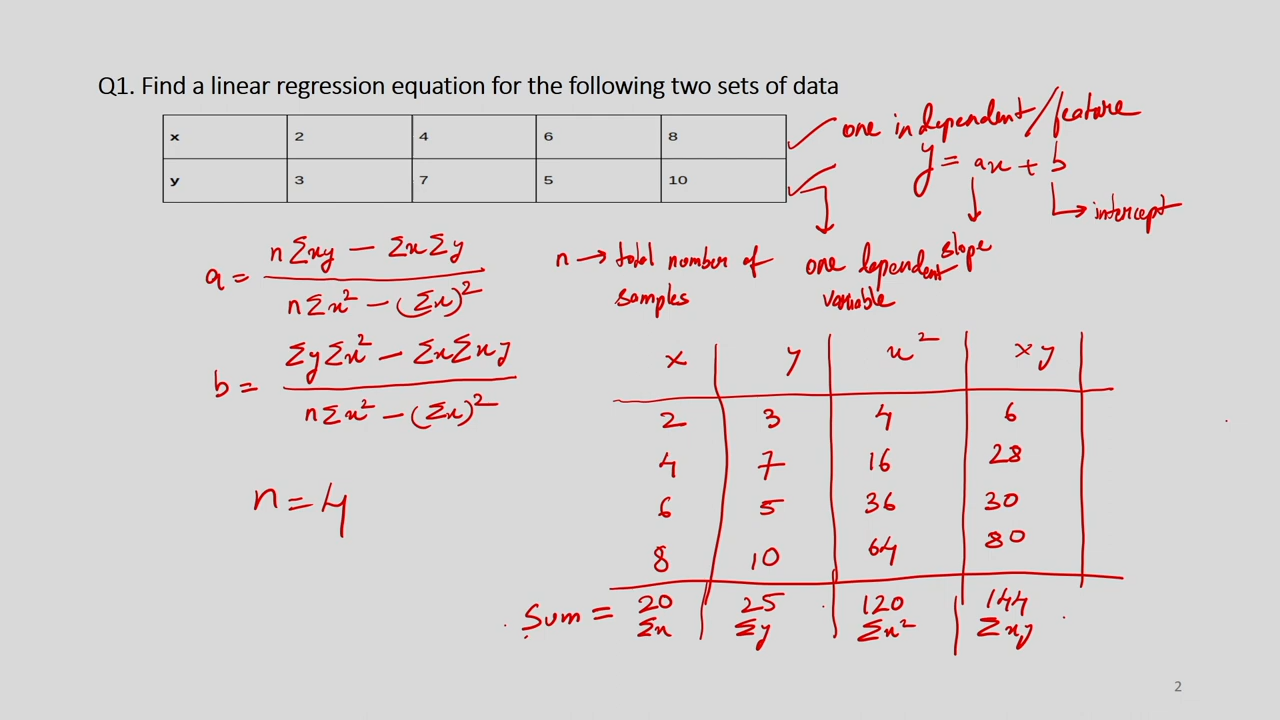 Q1. Find a linear regression equation for the following two sets of data
x 2 4 6 8
y 3 7 5 10
one independent/feature
y = ax + b
intercept
slope
a = (nΣxy − ΣxΣy) / (nΣx² − (Σx)²)
n → total number of samples
one dependent variable
b = (ΣyΣx² − ΣxΣxy) / (nΣx² − (Σx)²)
n = 4
x y x² xy
2 3 4 6
4 7 16 28
6 5 36 30
8 10 64 80
Sum = 20 25 120 144
Σx Σy Σx² Σxy
2